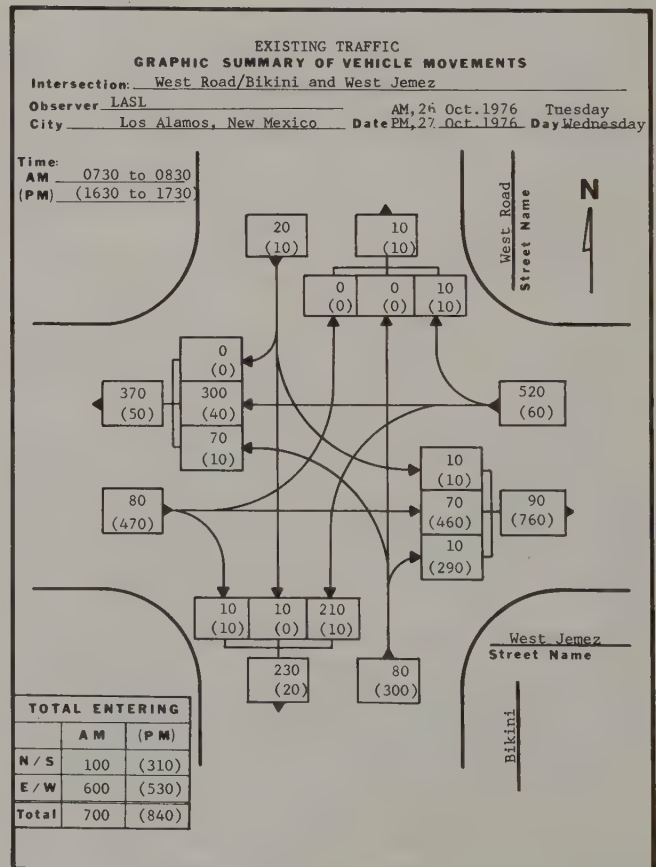 EXISTING TRAFFIC
GRAPHIC SUMMARY OF VEHICLE MOVEMENTS
Intersection: West Road/Bikini and West Jemez
Observer LASL AM,26 Oct.1976 Tuesday
City Los Alamos, New Mexico Date PM,27 Oct.1976 Day Wednesday
Time:
AM 0730 to 0830
(PM) (1630 to 1730)
West Road
Street Name
N
20
(10)
10
(10)
0 0 10
(0) (0) (10)
0
(0)
300
(40)
70
(10)
370
(50)
520
(60)
10
(10)
70
(460)
10
(290)
90
(760)
80
(470)
10 10 210
(10) (0) (10)
230
(20)
80
(300)
West Jemez
Street Name
Bikini
TOTAL ENTERING
AM (PM)
N/S 100 (310)
E/W 600 (530)
Total 700 (840)